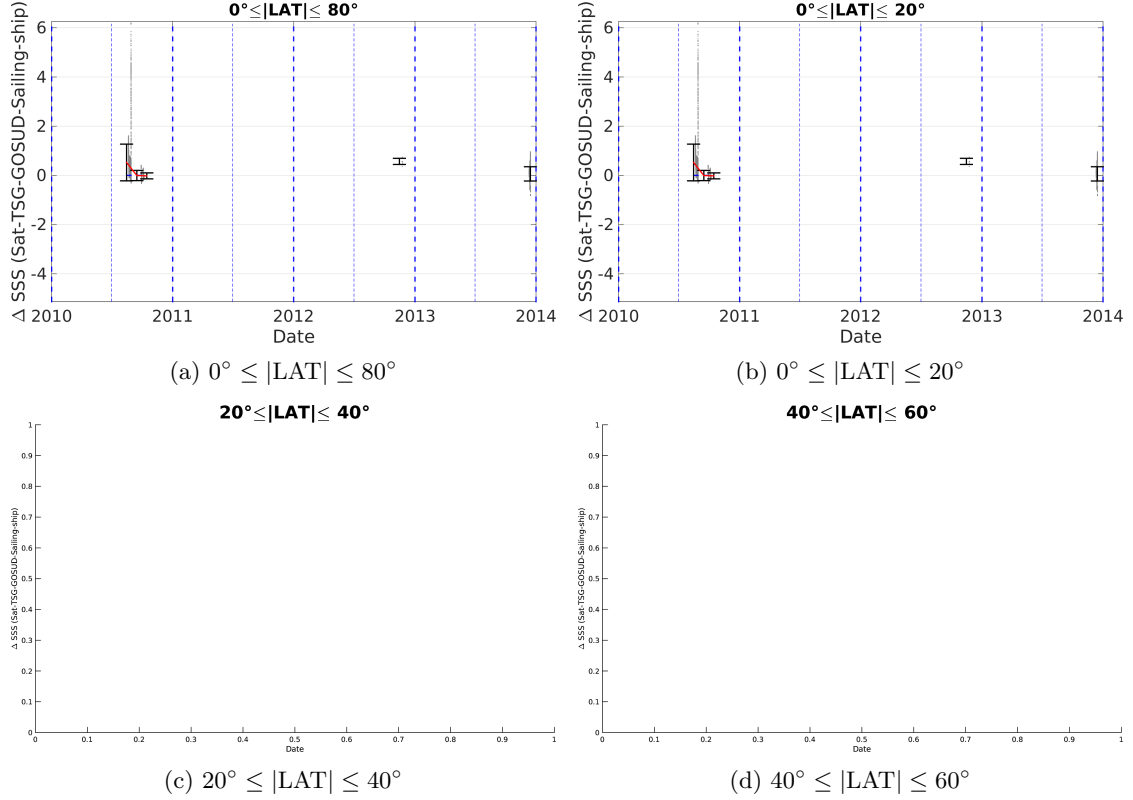 0°≤|LAT|≤ 80°
Δ SSS (Sat-TSG-GOSUD-Sailing-ship)
6
4
2
0
-2
-4
2010 2011 2012 2013 2014
Date
(a) 0° ≤ |LAT| ≤ 80°
0°≤|LAT|≤ 20°
Δ SSS (Sat-TSG-GOSUD-Sailing-ship)
6
4
2
0
-2
-4
2010 2011 2012 2013 2014
Date
(b) 0° ≤ |LAT| ≤ 20°
20°≤|LAT|≤ 40°
Δ SSS (Sat-TSG-GOSUD-Sailing-ship)
1
0.9
0.8
0.7
0.6
0.5
0.4
0.3
0.2
0.1
0
0 0.1 0.2 0.3 0.4 0.5 0.6 0.7 0.8 0.9 1
Date
(c) 20° ≤ |LAT| ≤ 40°
40°≤|LAT|≤ 60°
Δ SSS (Sat-TSG-GOSUD-Sailing-ship)
1
0.9
0.8
0.7
0.6
0.5
0.4
0.3
0.2
0.1
0
0 0.1 0.2 0.3 0.4 0.5 0.6 0.7 0.8 0.9 1
Date
(d) 40° ≤ |LAT| ≤ 60°